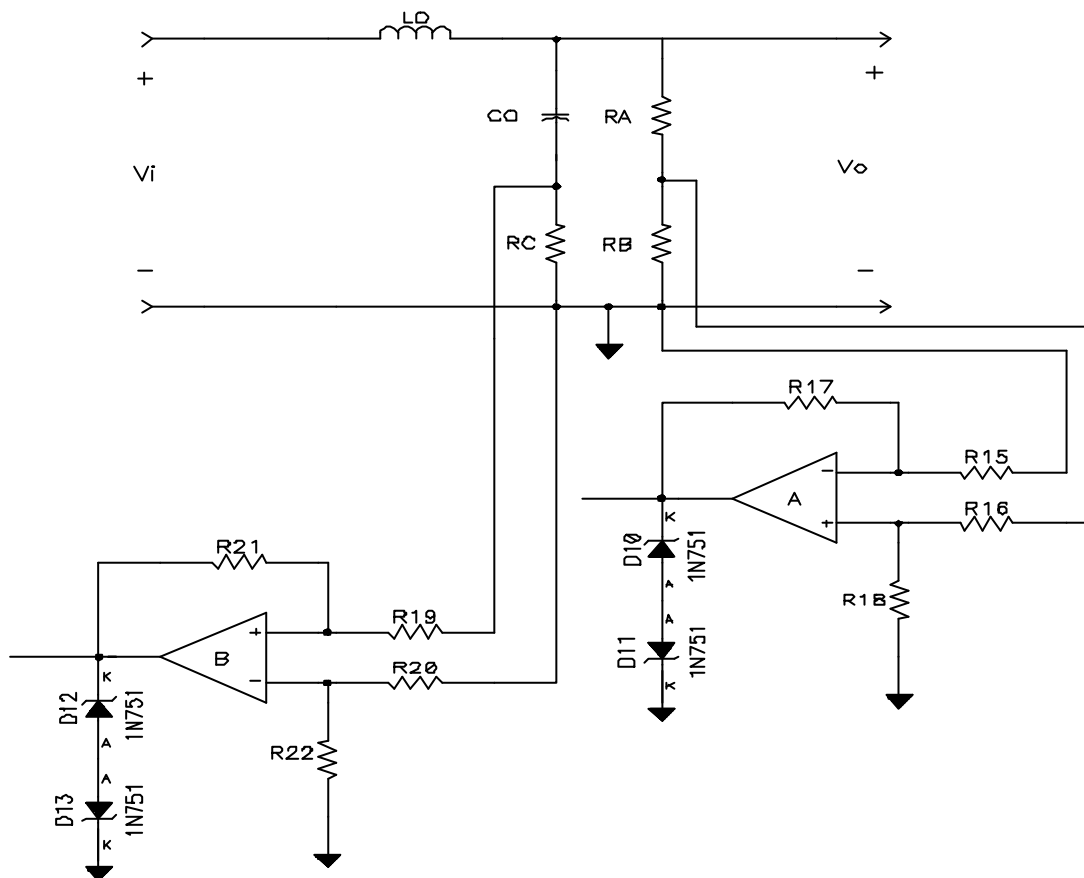 LO
+
+
CO
RA
Vi
Vo
RC
RB
−
−
R17
R15
−
A
+
R16
K
D10
1N751
A
R18
A
D11
1N751
K
R21
R19
+
B
−
R20
K
D12
1N751
A
R22
A
D13
1N751
K